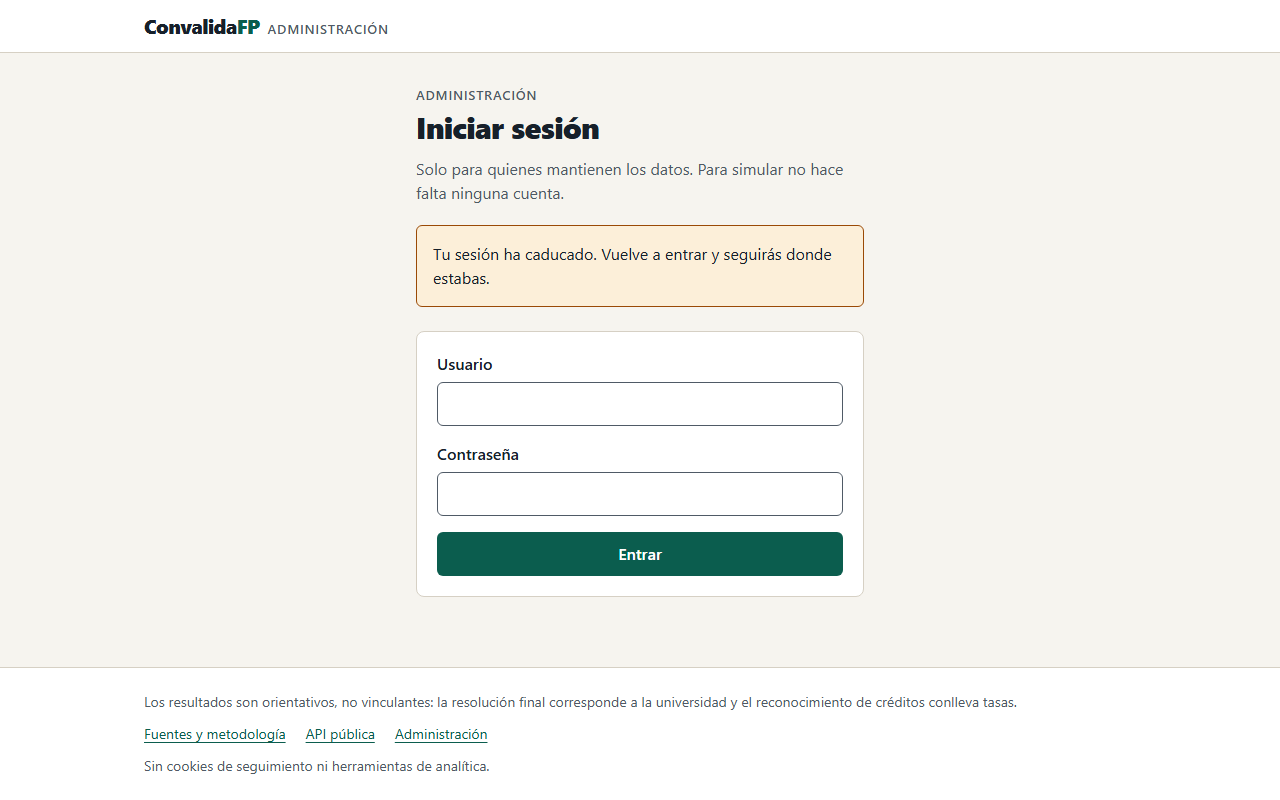 ConvalidaFP ADMINISTRACIÓN
ADMINISTRACIÓN
Iniciar sesión
Solo para quienes mantienen los datos. Para simular no hace
falta ninguna cuenta.
Tu sesión ha caducado. Vuelve a entrar y seguirás donde
estabas.
Usuario
Contraseña
Entrar
Los resultados son orientativos, no vinculantes: la resolución final corresponde a la universidad y el reconocimiento de créditos conlleva tasas.
Fuentes y metodología API pública Administración
Sin cookies de seguimiento ni herramientas de analítica.